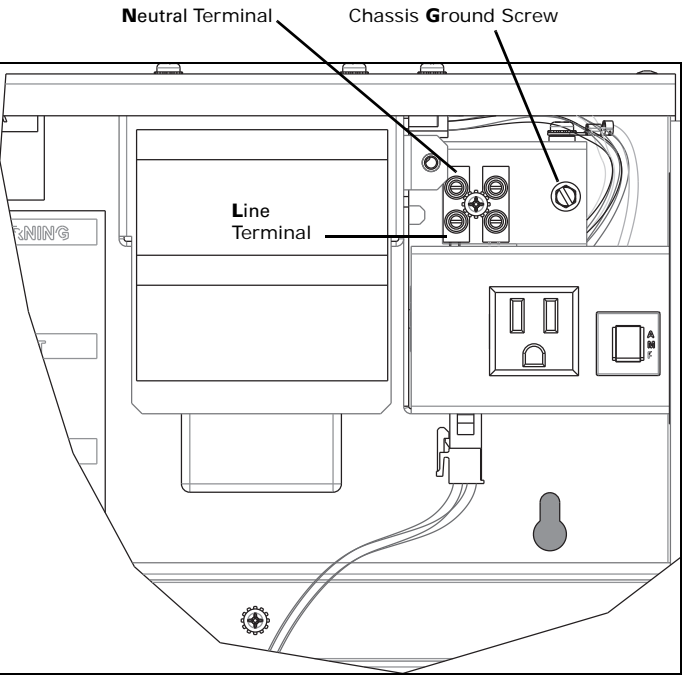 Neutral Terminal
Chassis Ground Screw
Line
Terminal
RNING
A
M
F